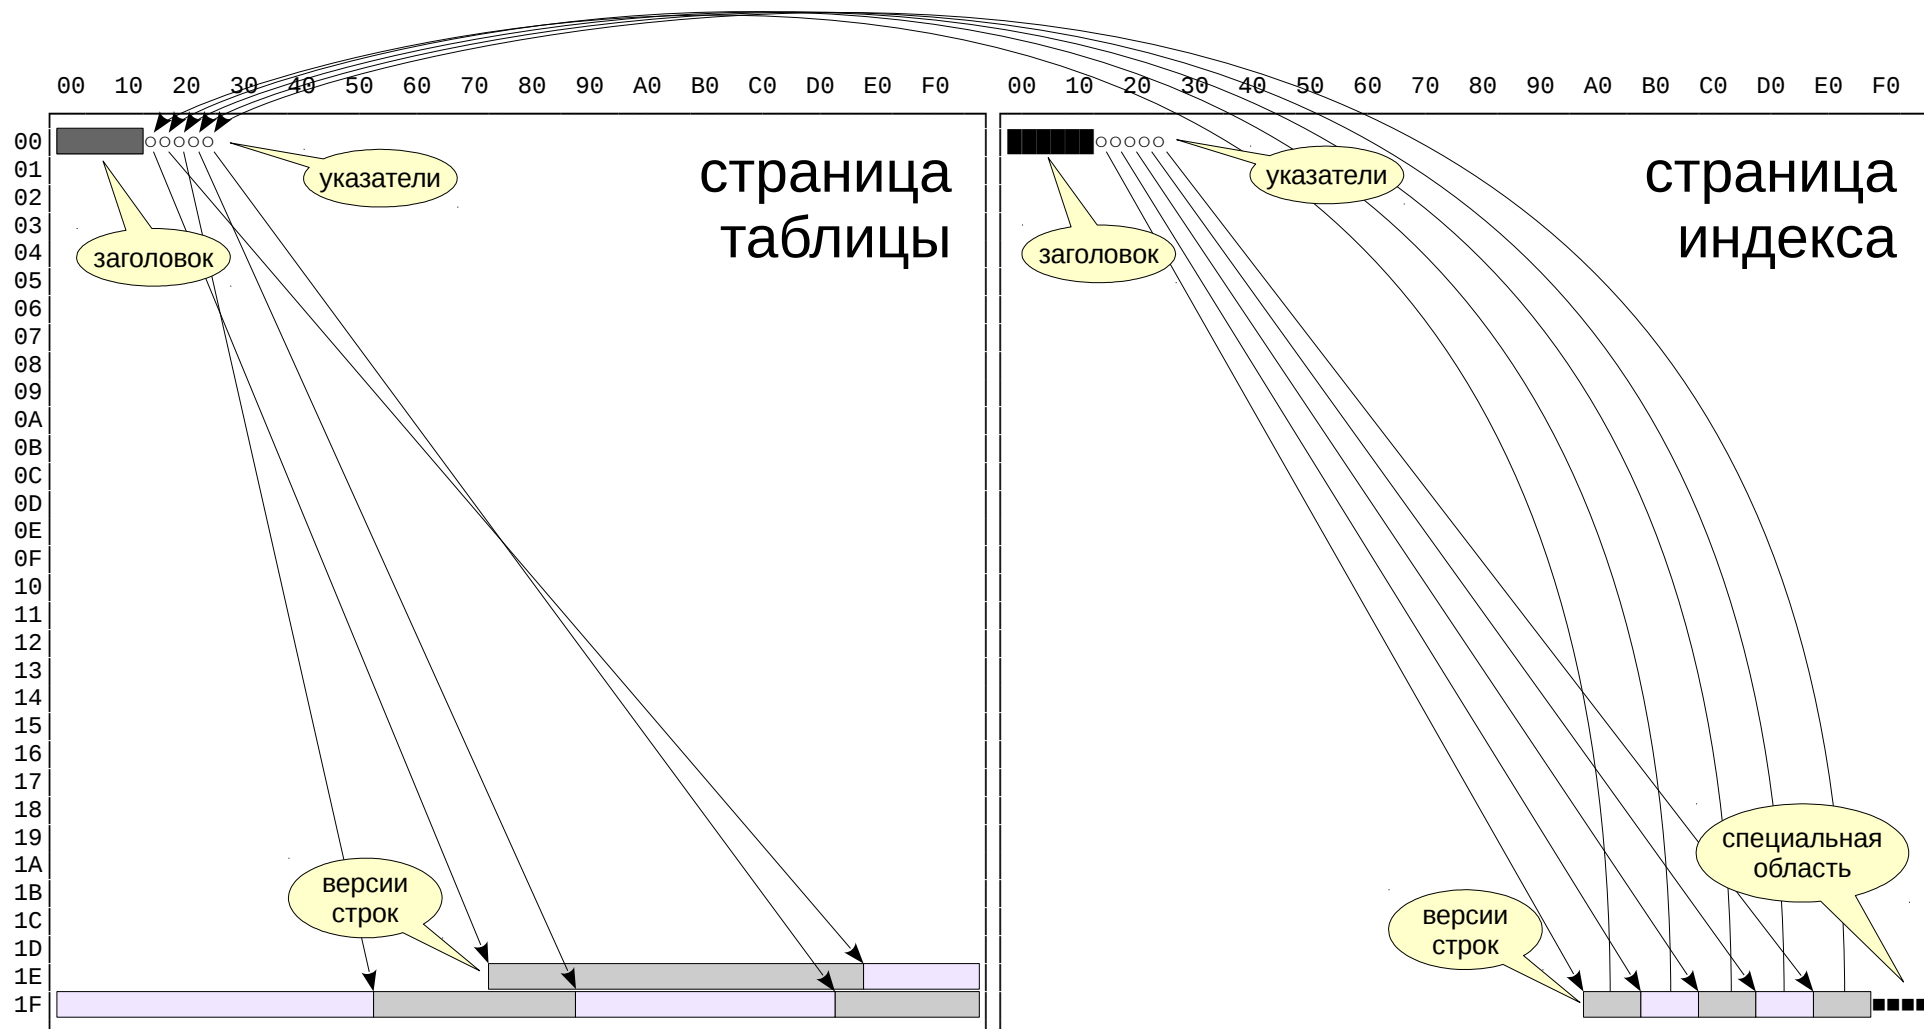 00 10 20 30 40 50 60 70 80 90 A0 B0 C0 D0 E0 F0
00 10 20 30 40 50 60 70 80 90 A0 B0 C0 D0 E0 F0
00
01
02
03
04
05
06
07
08
09
0A
0B
0C
0D
0E
0F
10
11
12
13
14
15
16
17
18
19
1A
1B
1C
1D
1E
1F
указатели
заголовок
страница
таблицы
версии
строк
указатели
заголовок
страница
индекса
специальная
область
версии
строк